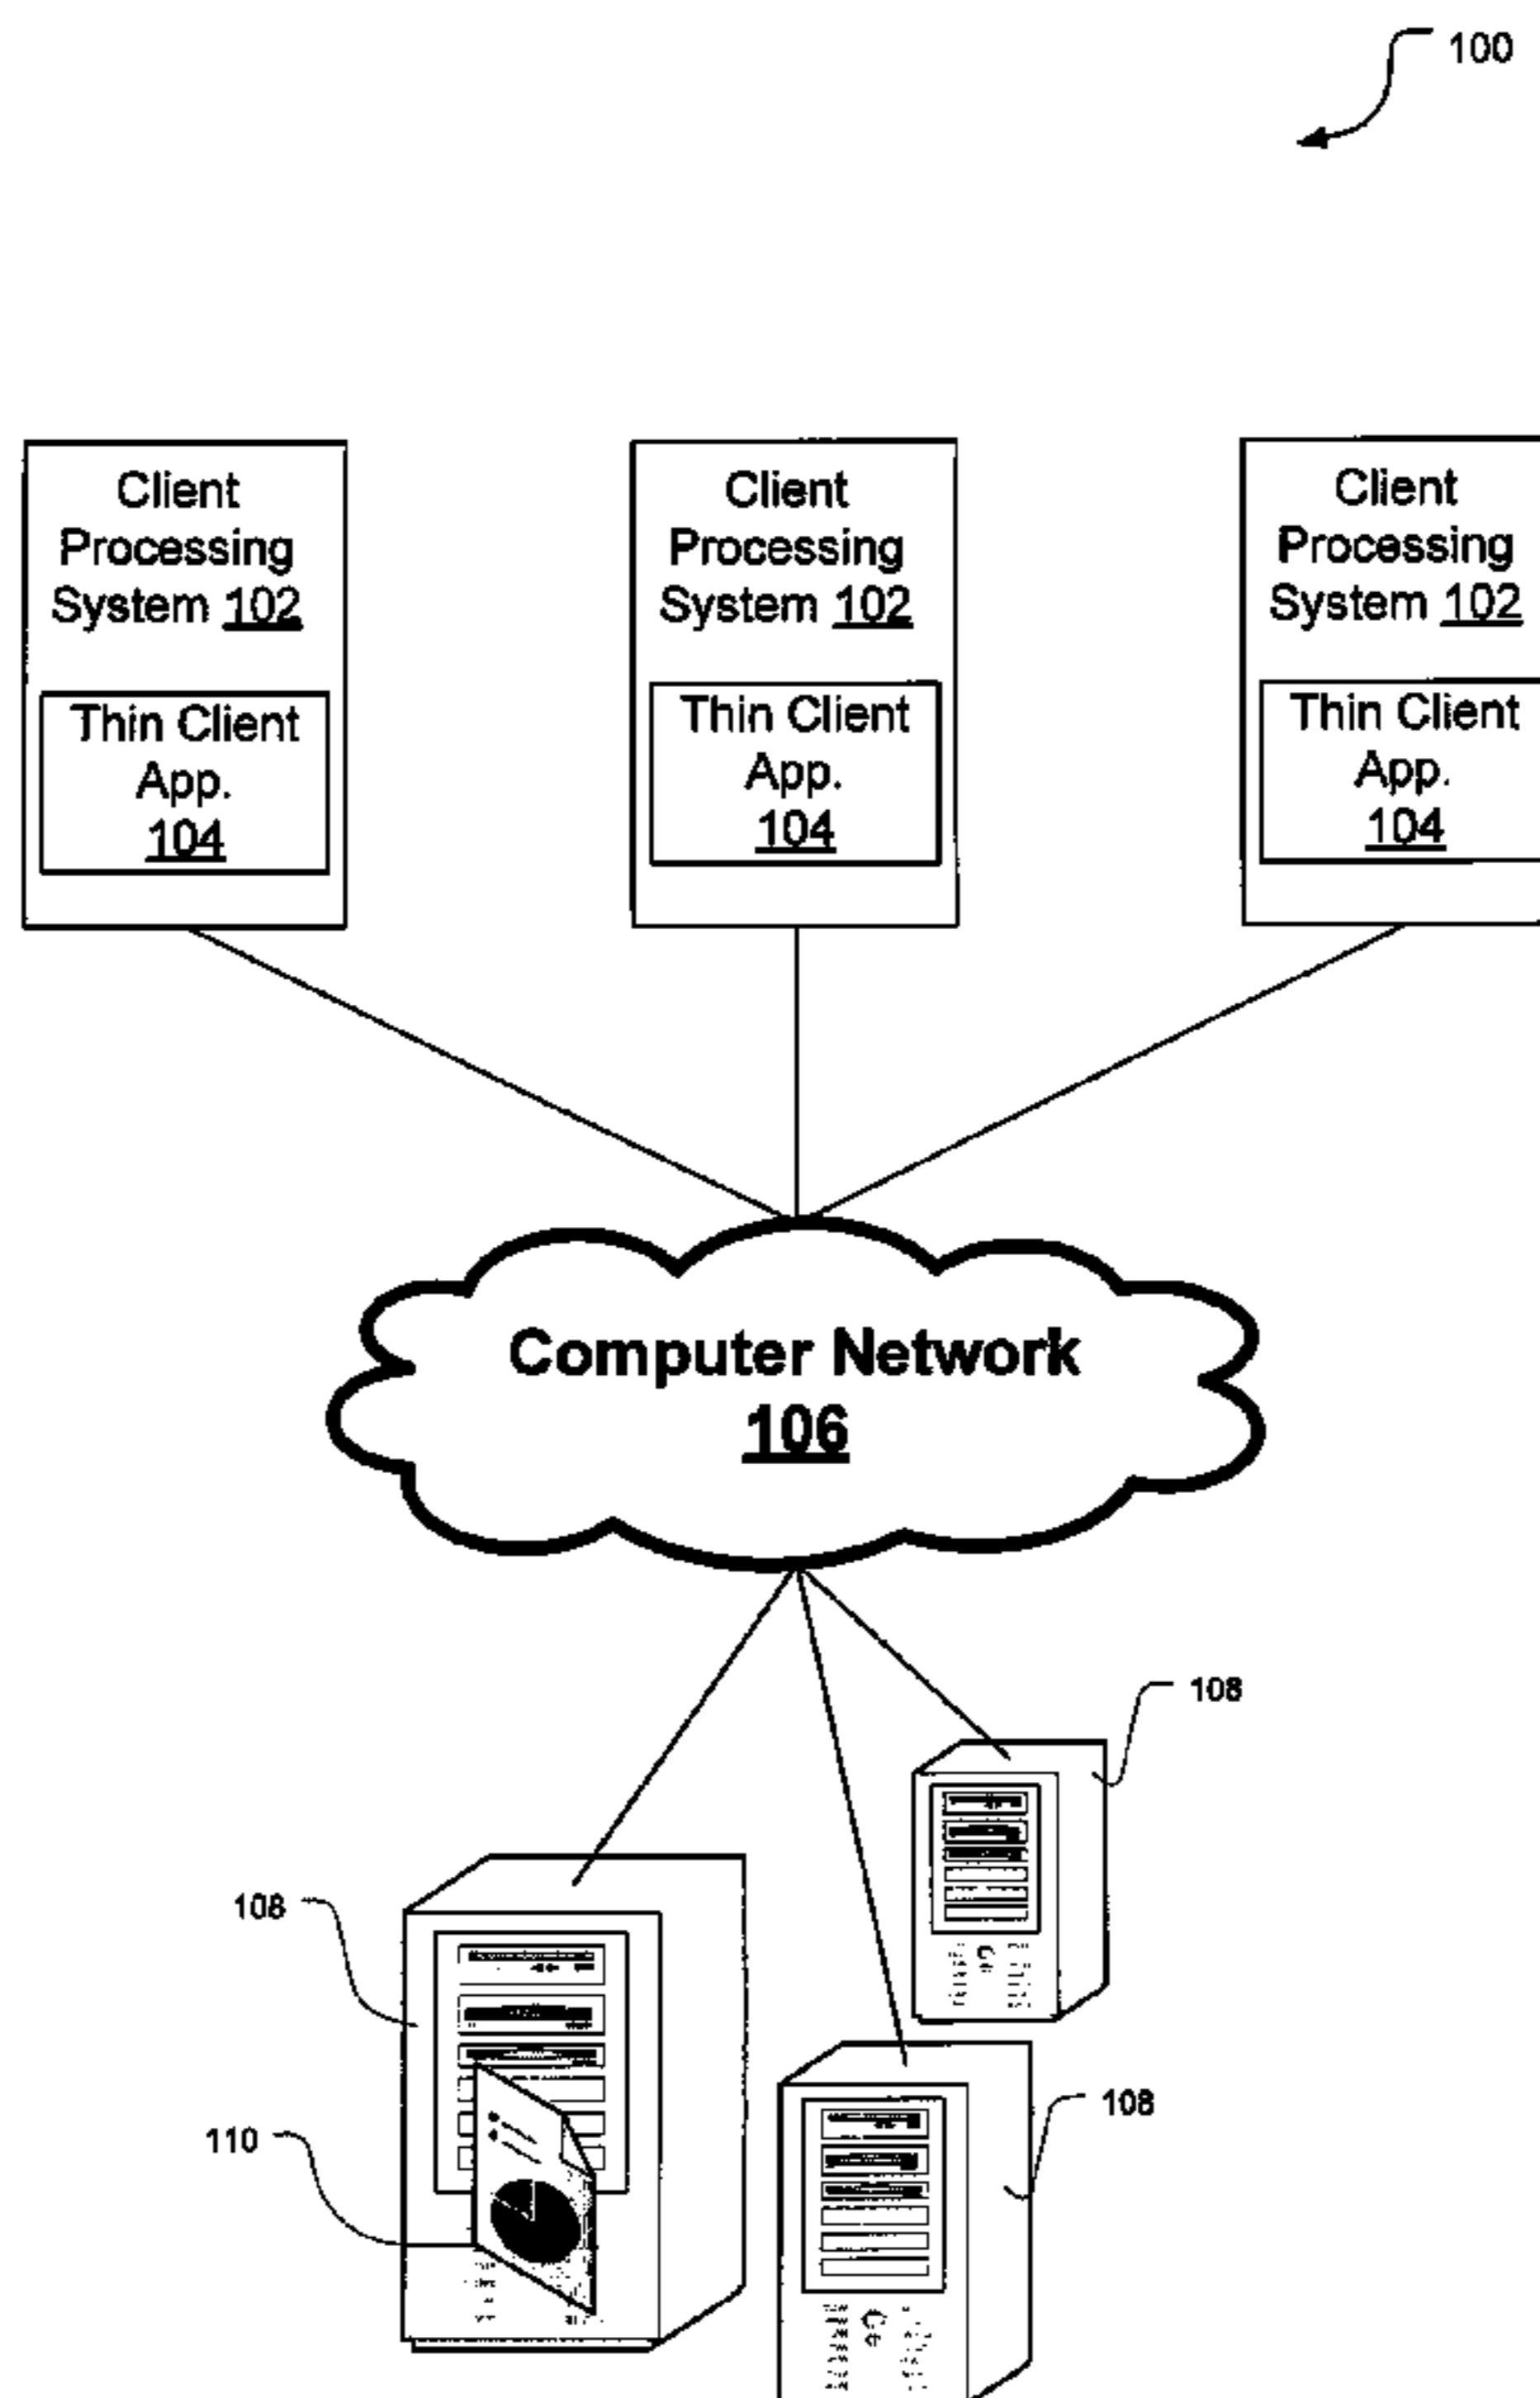 100
Client
Processing
System 102
Thin Client
App.
104
Client
Processing
System 102
Thin Client
App.
104
Client
Processing
System 102
Thin Client
App.
104
Computer Network
106
108
108
108
110